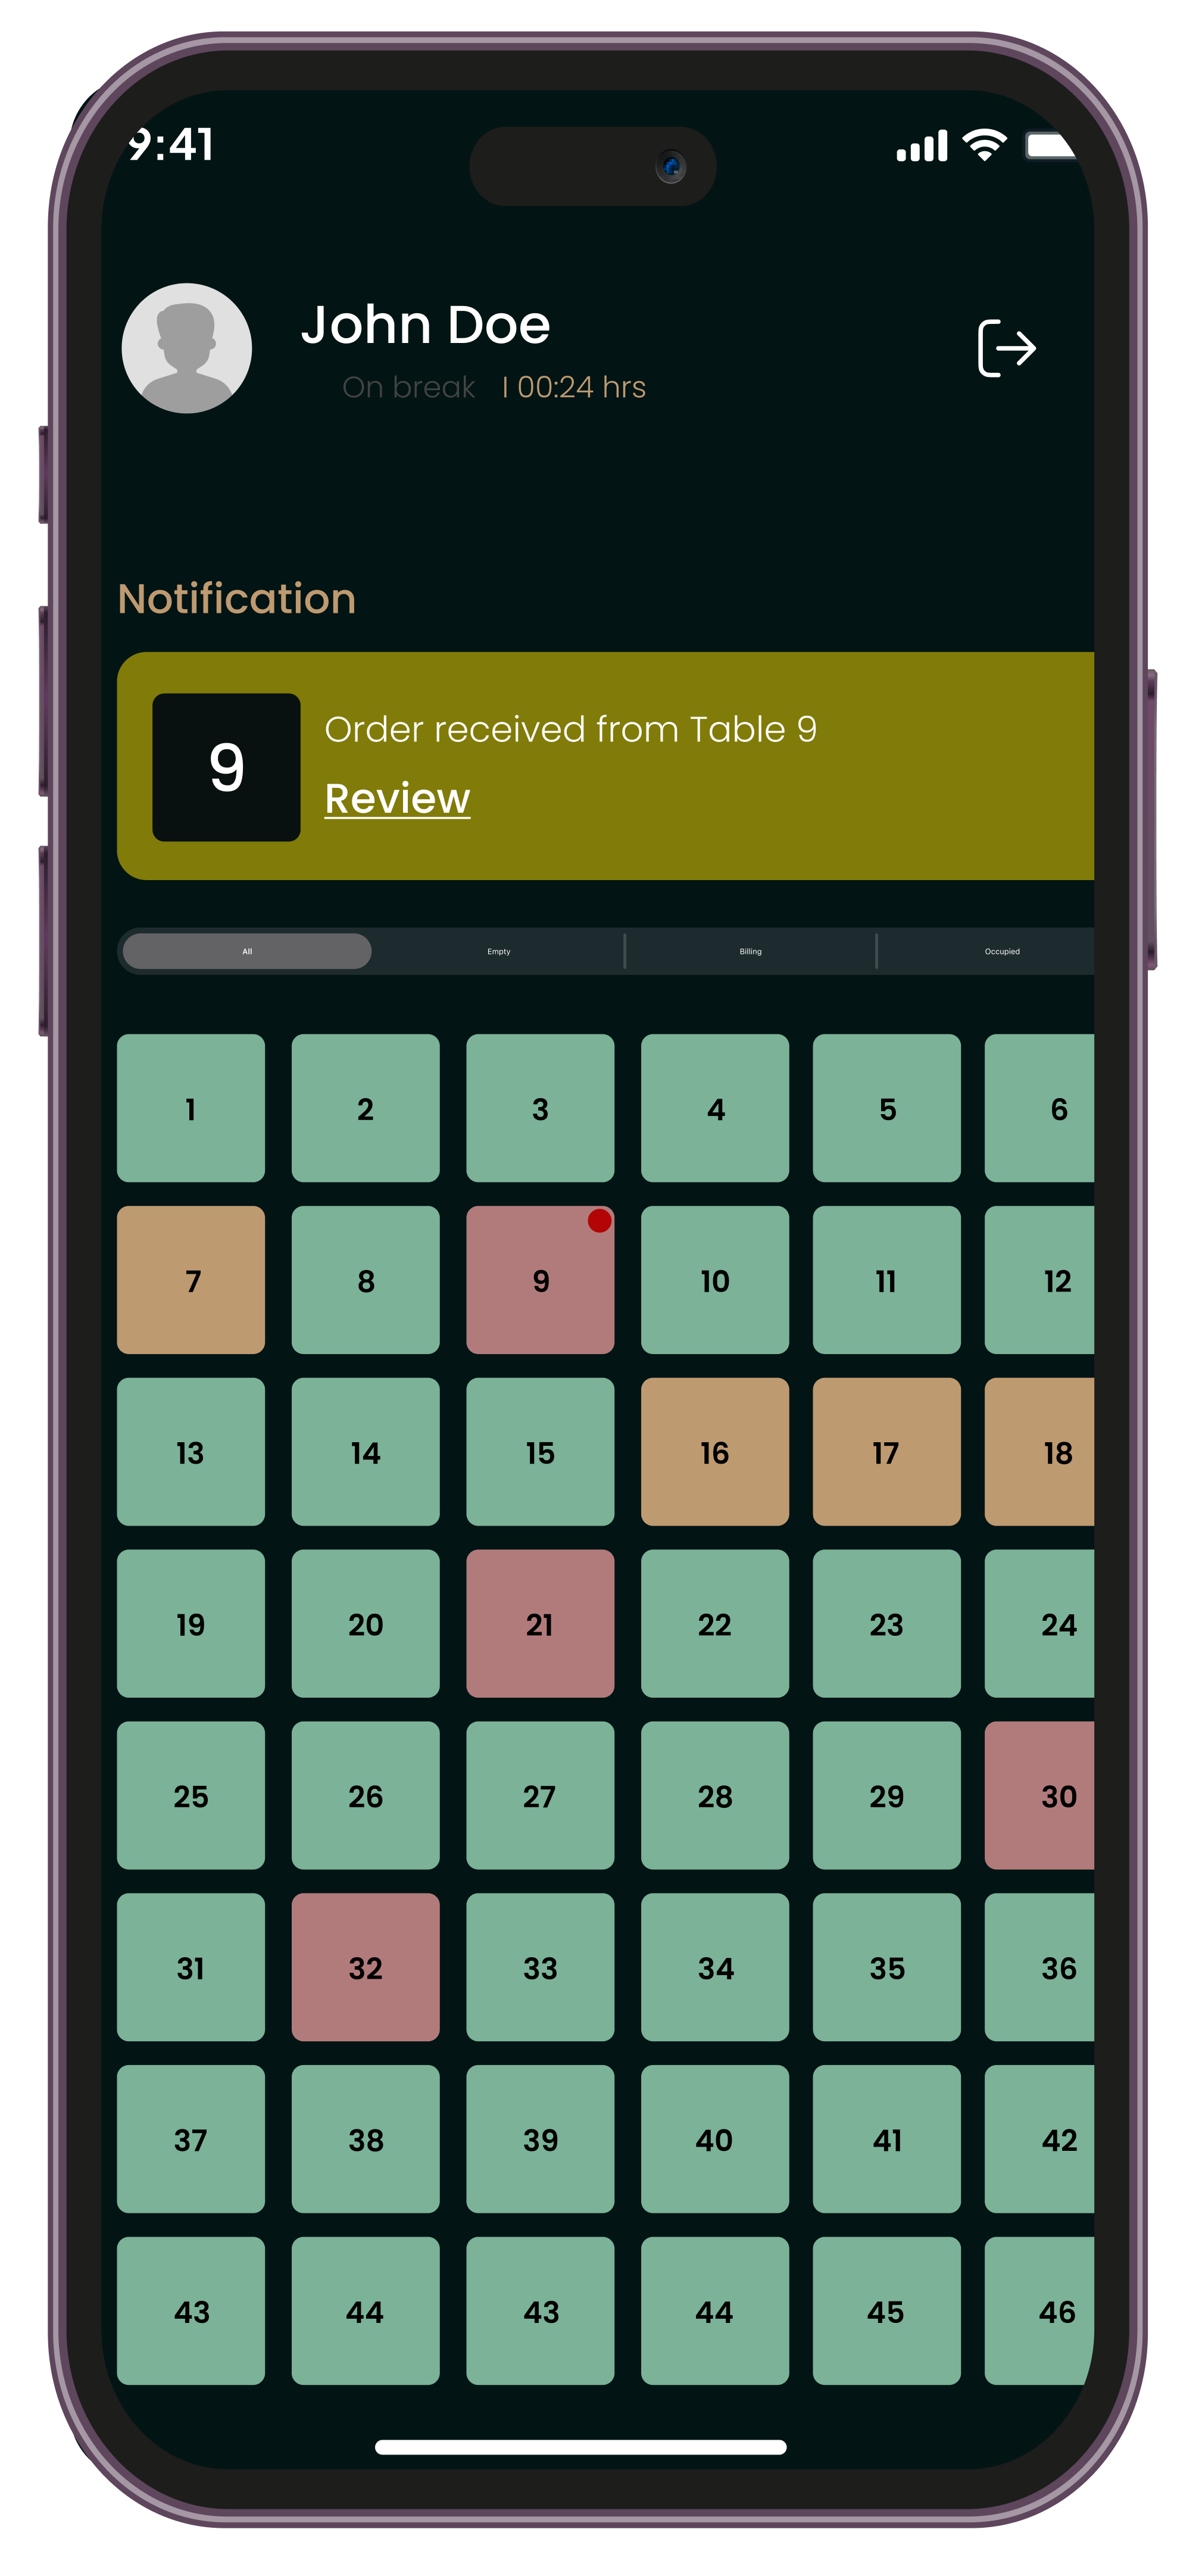 9:41
John Doe
On break I 00:24 hrs
Notification
9
Order received from Table 9
Review
All Empty Billing Occupied
1 2 3 4 5 6
7 8 9 10 11 12
13 14 15 16 17 18
19 20 21 22 23 24
25 26 27 28 29 30
31 32 33 34 35 36
37 38 39 40 41 42
43 44 43 44 45 46